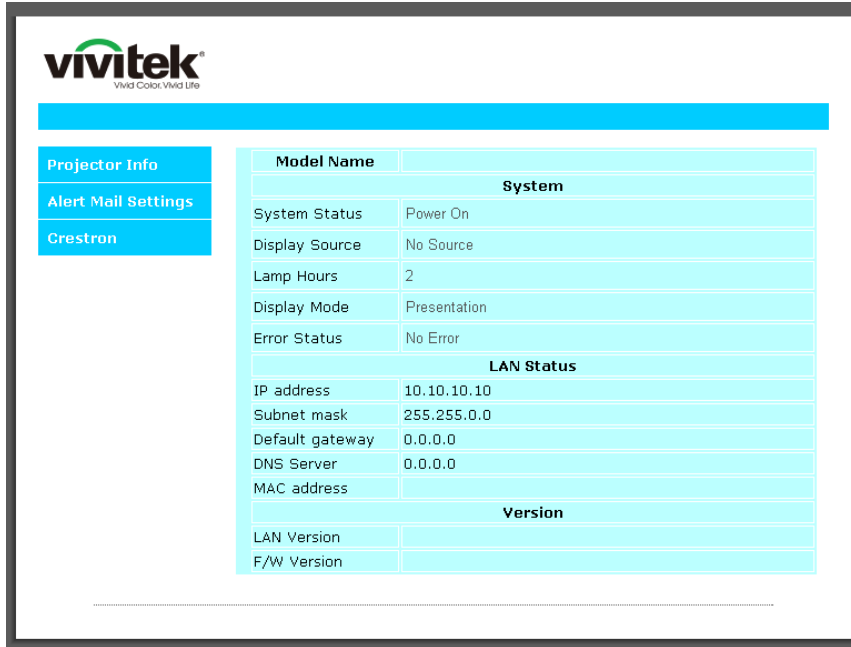 vivitek®
Vivid Color, Vivid Life
Projector Info
Alert Mail Settings
Crestron
Model Name
System
System Status Power On
Display Source No Source
Lamp Hours 2
Display Mode Presentation
Error Status No Error
LAN Status
IP address 10.10.10.10
Subnet mask 255.255.0.0
Default gateway 0.0.0.0
DNS Server 0.0.0.0
MAC address
Version
LAN Version
F/W Version